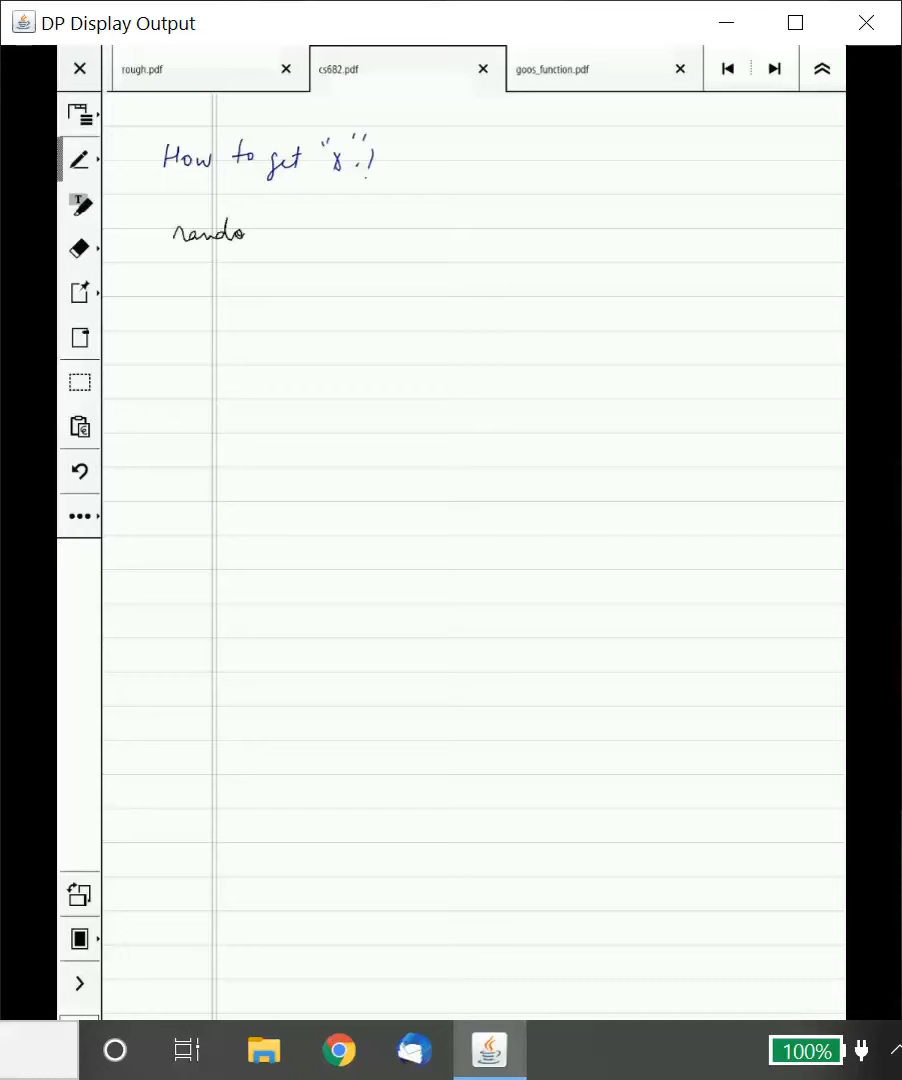 DP Display Output
rough.pdf
cs682.pdf
goos_function.pdf
How to get "x"?
rando
100%